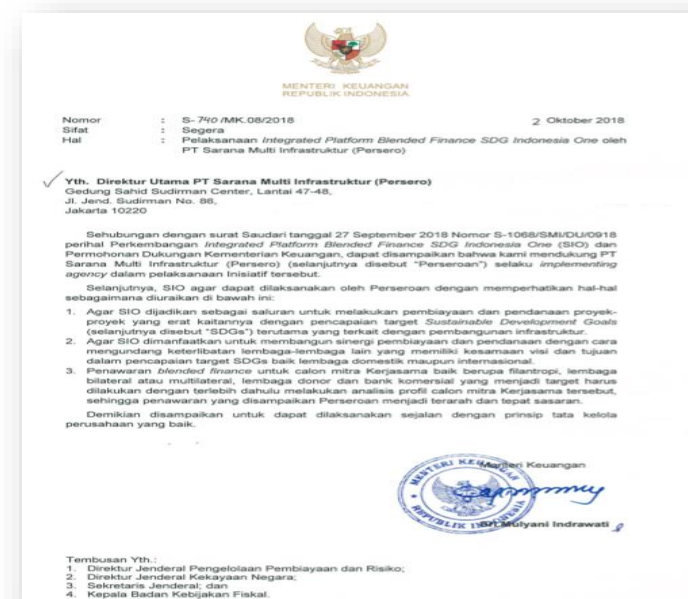 MENTERI KEUANGAN
REPUBLIK INDONESIA
Nomor : S-740/MK.08/2018 2 Oktober 2018
Sifat : Segera
Hal : Pelaksanaan Integrated Platform Blended Finance SDG Indonesia One oleh
PT Sarana Multi Infrastruktur (Persero)
Yth. Direktur Utama PT Sarana Multi Infrastruktur (Persero)
Gedung Sahid Sudirman Center, Lantai 47-48,
Jl. Jend. Sudirman No. 86,
Jakarta 10220
Sehubungan dengan surat Saudari tanggal 27 September 2018 Nomor S-1068/SMI/DU/0918
perihal Perkembangan Integrated Platform Blended Finance SDG Indonesia One (SIO) dan
Permohonan Dukungan Kementerian Keuangan, dapat disampaikan bahwa kami mendukung PT
Sarana Multi Infrastruktur (Persero) (selanjutnya disebut "Perseroan") selaku implementing
agency dalam pelaksanaan Inisiatif tersebut.
Selanjutnya, SIO agar dapat dilaksanakan oleh Perseroan dengan memperhatikan hal-hal
sebagaimana diuraikan di bawah ini:
1. Agar SIO dijadikan sebagai saluran untuk melakukan pembiayaan dan pendanaan proyek-
proyek yang erat kaitannya dengan pencapaian target Sustainable Development Goals
(selanjutnya disebut "SDGs") terutama yang terkait dengan pembangunan infrastruktur.
2. Agar SIO dimanfaatkan untuk membangun sinergi pembiayaan dan pendanaan dengan cara
mengundang keterlibatan lembaga-lembaga lain yang memiliki kesamaan visi dan tujuan
dalam pencapaian target SDGs baik lembaga domestik maupun internasional.
3. Penawaran blended finance untuk calon mitra Kerjasama baik berupa filantropi, lembaga
bilateral atau multilateral, lembaga donor dan bank komersial yang menjadi target harus
dilakukan dengan terlebih dahulu melakukan analisis profil calon mitra Kerjasama tersebut,
sehingga penawaran yang disampaikan Perseroan menjadi terarah dan tepat sasaran.
Demikian disampaikan untuk dapat dilaksanakan sejalan dengan prinsip tata kelola
perusahaan yang baik.
Menteri Keuangan
MENTERI KEUANGAN
REPUBLIK INDONESIA
Sri Mulyani Indrawati
Tembusan Yth.:
1. Direktur Jenderal Pengelolaan Pembiayaan dan Risiko;
2. Direktur Jenderal Kekayaan Negara;
3. Sekretaris Jenderal; dan
4. Kepala Badan Kebijakan Fiskal.